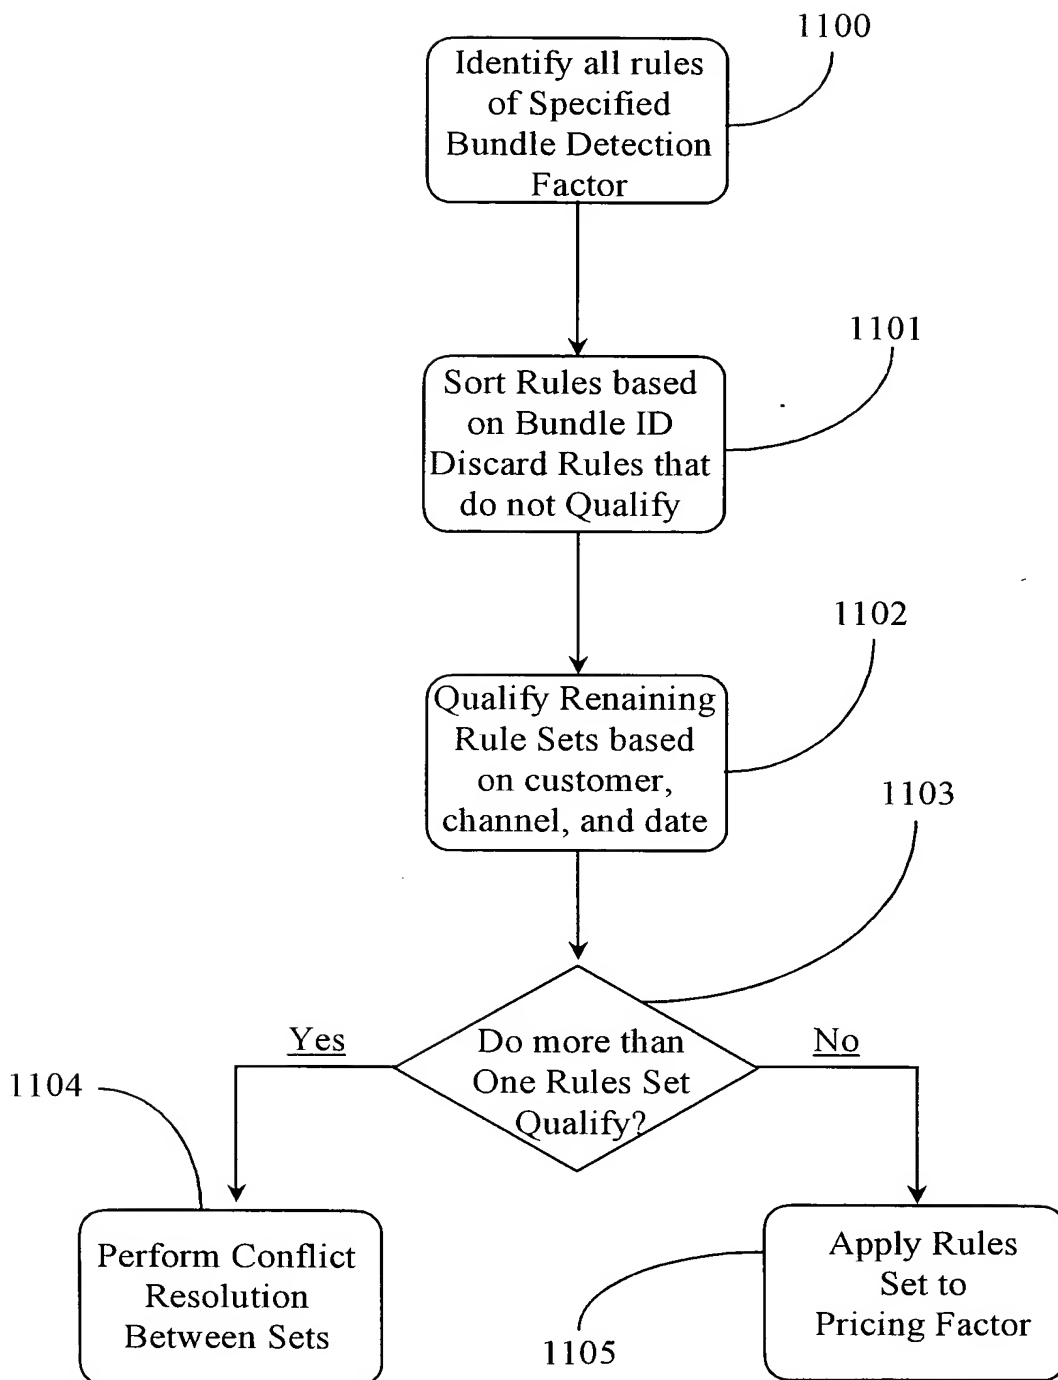 1100
Identify all rules
of Specified
Bundle Detection
Factor
1101
Sort Rules based
on Bundle ID
Discard Rules that
do not Qualify
1102
Qualify Renaining
Rule Sets based
on customer,
channel, and date
1103
Do more than
One Rules Set
Qualify?
Yes
No
1104
Perform Conflict
Resolution
Between Sets
Apply Rules
Set to
Pricing Factor
1105